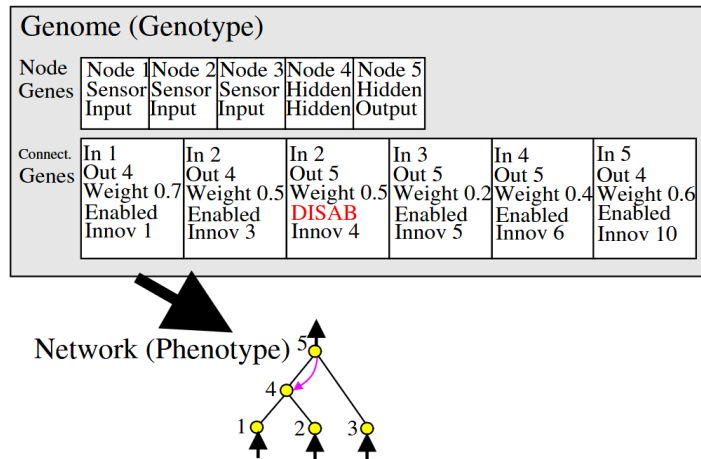 Genome (Genotype)
Node Genes
Node 1 Node 2 Node 3 Node 4 Node 5
Sensor Sensor Sensor Hidden Hidden
Input Input Input Hidden Output
Connect. Genes
In 1 In 2 In 2 In 3 In 4 In 5
Out 4 Out 4 Out 5 Out 5 Out 5 Out 4
Weight 0.7 Weight 0.5 Weight 0.5 Weight 0.2 Weight 0.4 Weight 0.6
Enabled Enabled DISAB Enabled Enabled Enabled
Innov 1 Innov 3 Innov 4 Innov 5 Innov 6 Innov 10
Network (Phenotype)
5
4
1 2 3